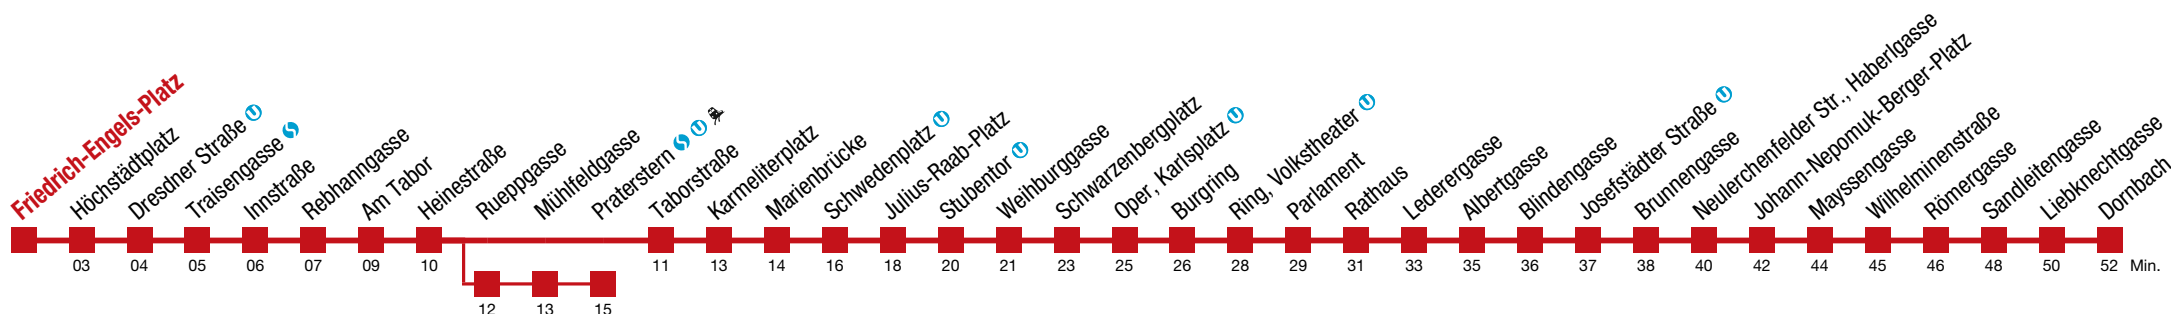 Friedrich-Engels-Platz
Höchstädtplatz
Dresdner Straße
Traisengasse
Innstraße
Rebhanngasse
Am Tabor
Heinestraße
Rueppgasse
Mühlfeldgasse
Praterstern
Taborstraße
Karmeliterplatz
Marienbrücke
Schwedenplatz
Julius-Raab-Platz
Stubentor
Weihburggasse
Schwarzenbergplatz
Oper, Karlsplatz
Burgring
Ring, Volkstheater
Parlament
Rathaus
Lederergasse
Albertgasse
Blindengasse
Josefstädter Straße
Brunnengasse
Neulerchenfelder Str., Haberlgasse
Johann-Nepomuk-Berger-Platz
Mayssengasse
Wilhelminenstraße
Römergasse
Sandleitengasse
Liebknechtgasse
Dornbach
03 04 05 06 07 09 10 11 13 14 16 18 20 21 23 25 26 28 29 31 33 35 36 37 38 40 42 44 45 46 48 50 52 Min.
12 13 15